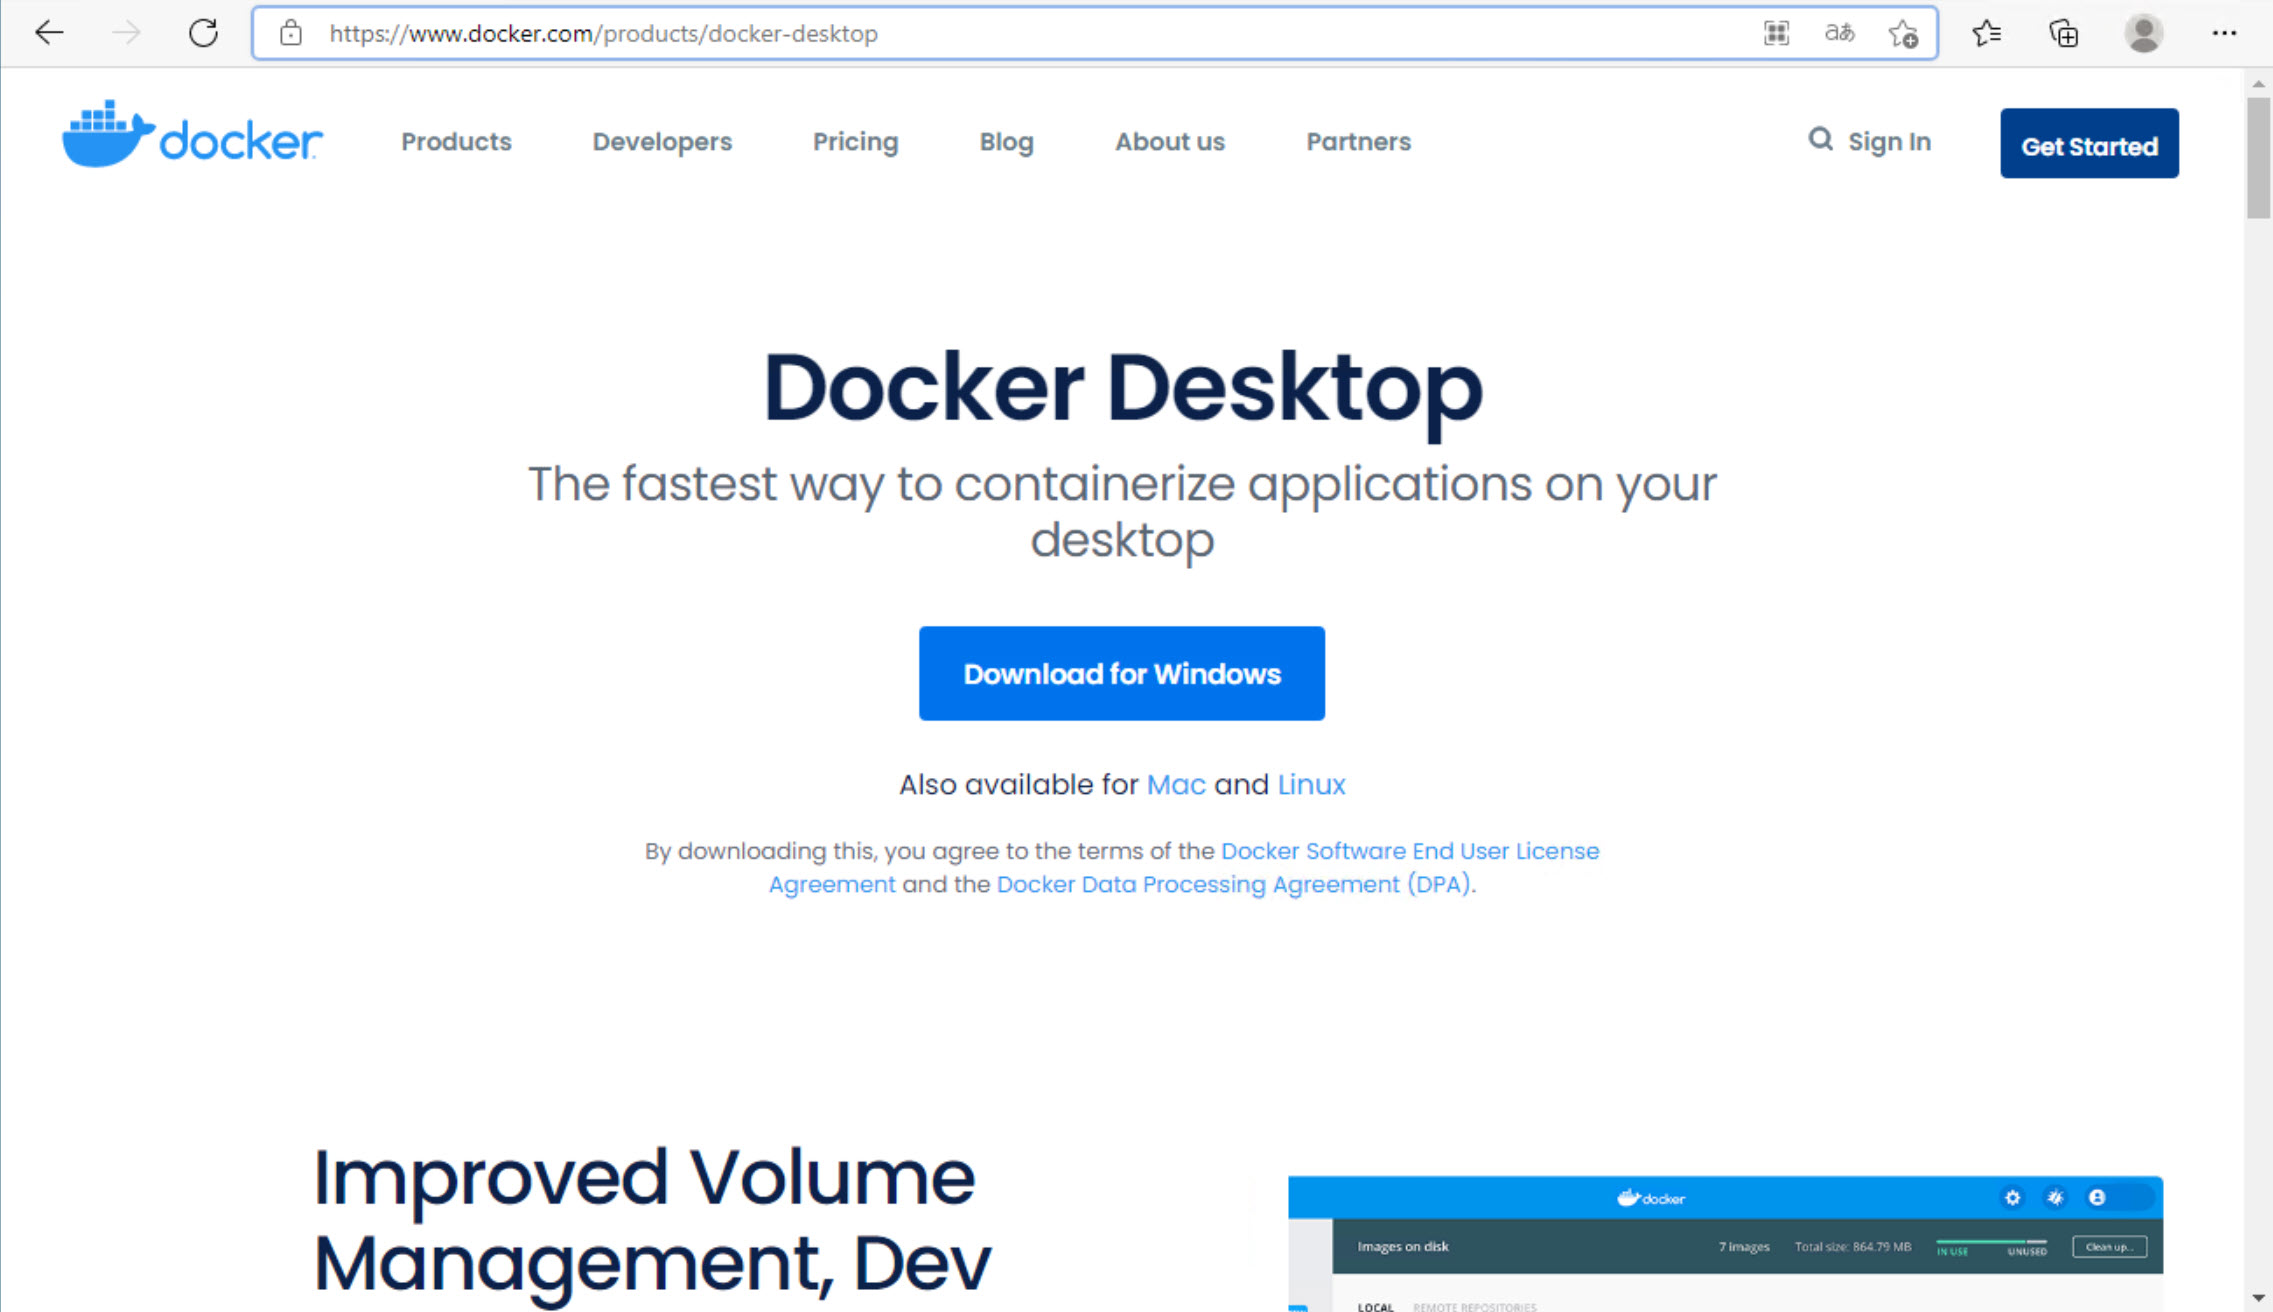 https://www.docker.com/products/docker-desktop
aあ
docker
Products Developers Pricing Blog About us Partners Sign In Get Started
Docker Desktop
The fastest way to containerize applications on your
desktop
Download for Windows
Also available for Mac and Linux
By downloading this, you agree to the terms of the Docker Software End User License
Agreement and the Docker Data Processing Agreement (DPA).
Improved Volume
Management, Dev
docker
Images on disk 7 images Total size: 864.79 MB IN USE UNUSED Clean up...
LOCAL REMOTE REPOSITORIES